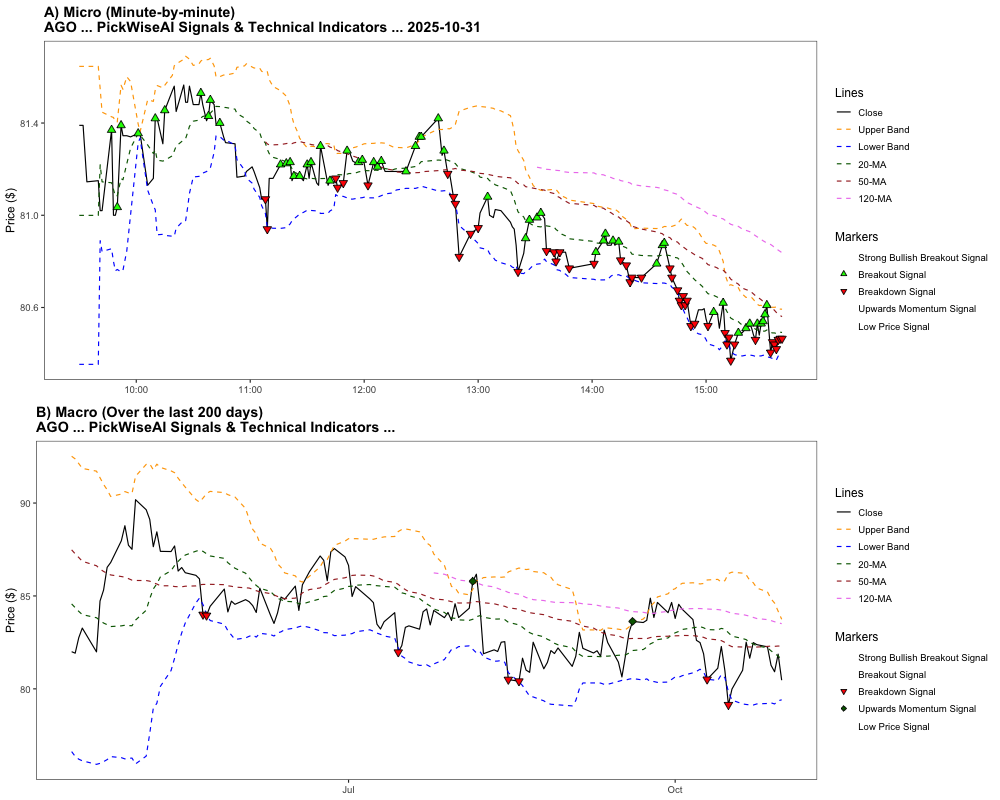 A) Micro (Minute-by-minute)
AGO ... PickWiseAI Signals & Technical Indicators ... 2025-10-31
Price ($)
81.4
81.0
80.6
10:00
11:00
12:00
13:00
14:00
15:00
Lines
Close
Upper Band
Lower Band
20-MA
50-MA
120-MA
Markers
Strong Bullish Breakout Signal
Breakout Signal
Breakdown Signal
Upwards Momentum Signal
Low Price Signal
B) Macro (Over the last 200 days)
AGO ... PickWiseAI Signals & Technical Indicators ...
Price ($)
90
85
80
Jul
Oct
Lines
Close
Upper Band
Lower Band
20-MA
50-MA
120-MA
Markers
Strong Bullish Breakout Signal
Breakout Signal
Breakdown Signal
Upwards Momentum Signal
Low Price Signal